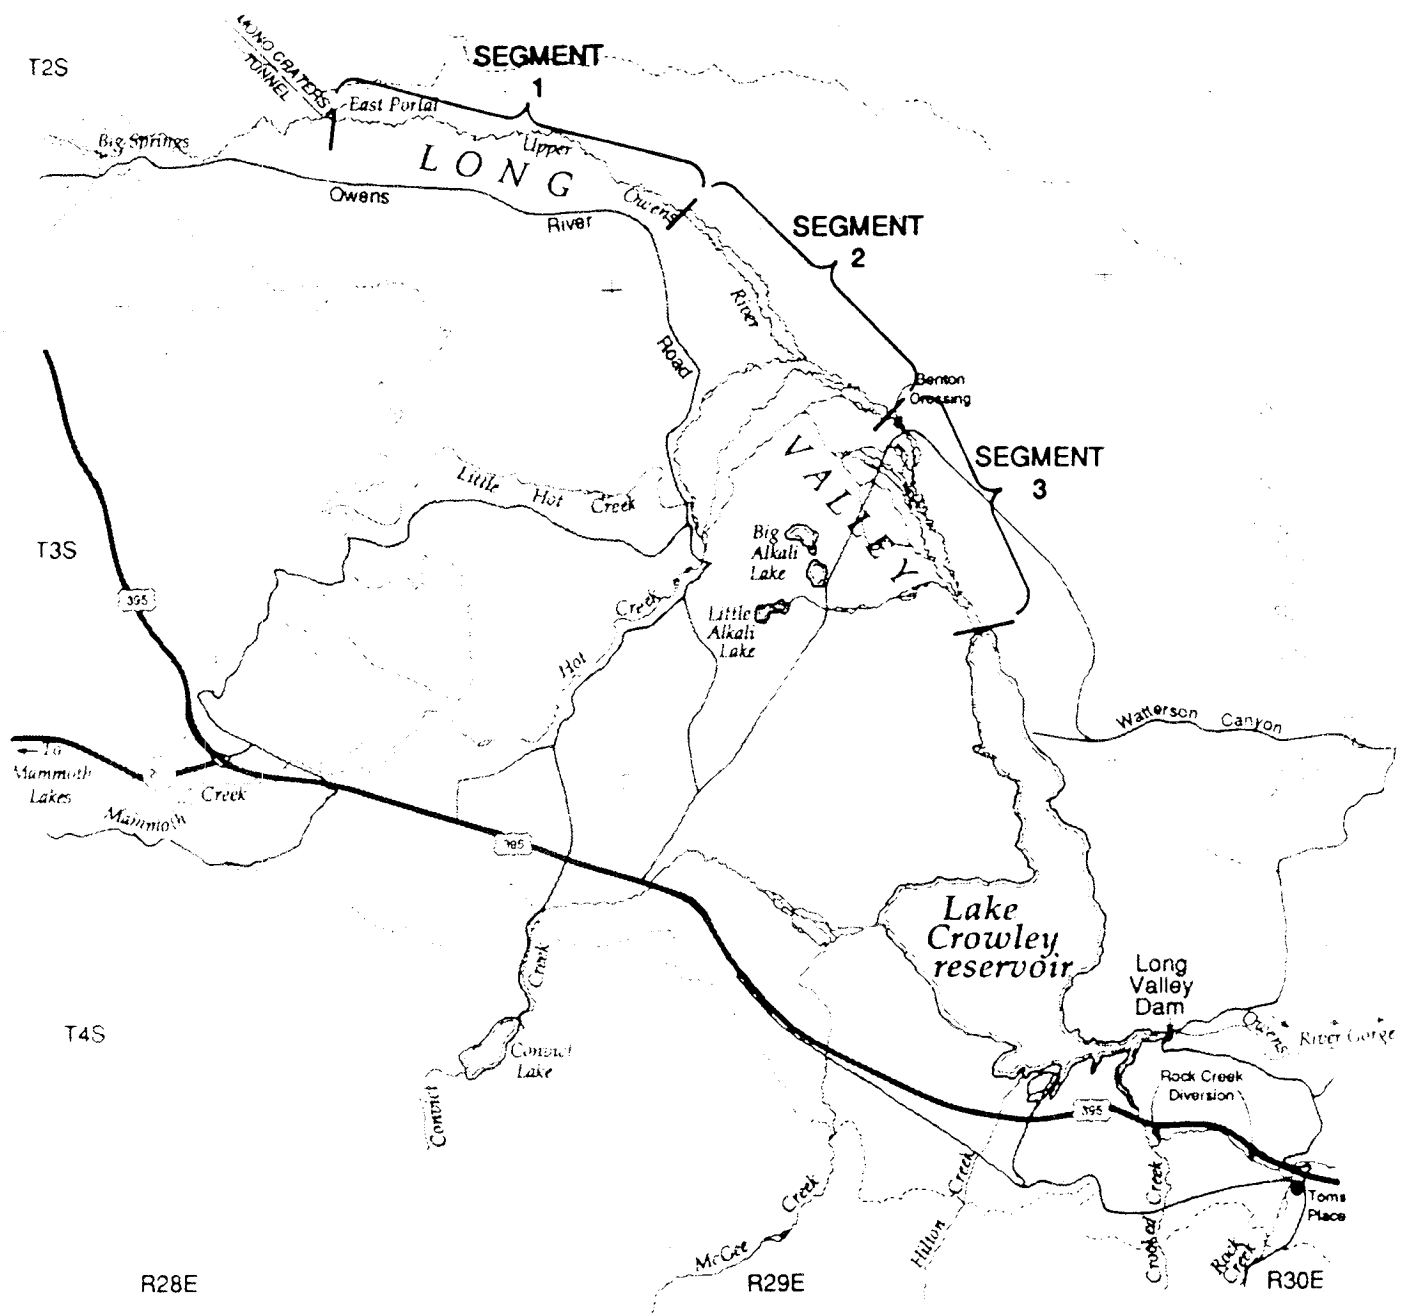 T2S
MONO CRATERS
TUNNEL
SEGMENT
1
East Portal
Big Springs
Upper
LONG
Owens
River
Owens
SEGMENT
2
River
Road
Benton
Crossing
VALLEY
SEGMENT
3
Little Hot Creek
T3S
Big
Alkali
Lake
395
Creek
Little
Alkali
Lake
Hot
Watterson Canyon
← To
Mammoth
Lakes
Creek
Mammoth
395
Lake
Crowley
reservoir
Long
Valley
Dam
Creek
T4S
Owens
River Gorge
Convict
Lake
Convict
Rock Creek
Diversion
395
Creek
Creek
Creek
Toms
Place
McGee
Hilton
Crooked
Rock
Creek
R28E
R29E
R30E